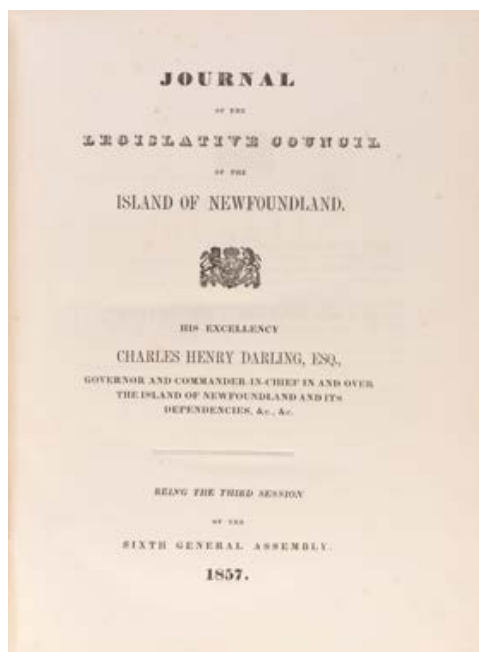 JOURNAL
OF THE
LEGISLATIVE COUNCIL
OF THE
ISLAND OF NEWFOUNDLAND.
HIS EXCELLENCY
CHARLES HENRY DARLING, ESQ.,
GOVERNOR AND COMMANDER-IN-CHIEF IN AND OVER
THE ISLAND OF NEWFOUNDLAND AND ITS
DEPENDENCIES, &c., &c.
BEING THE THIRD SESSION
OF THE
SIXTH GENERAL ASSEMBLY.
1857.